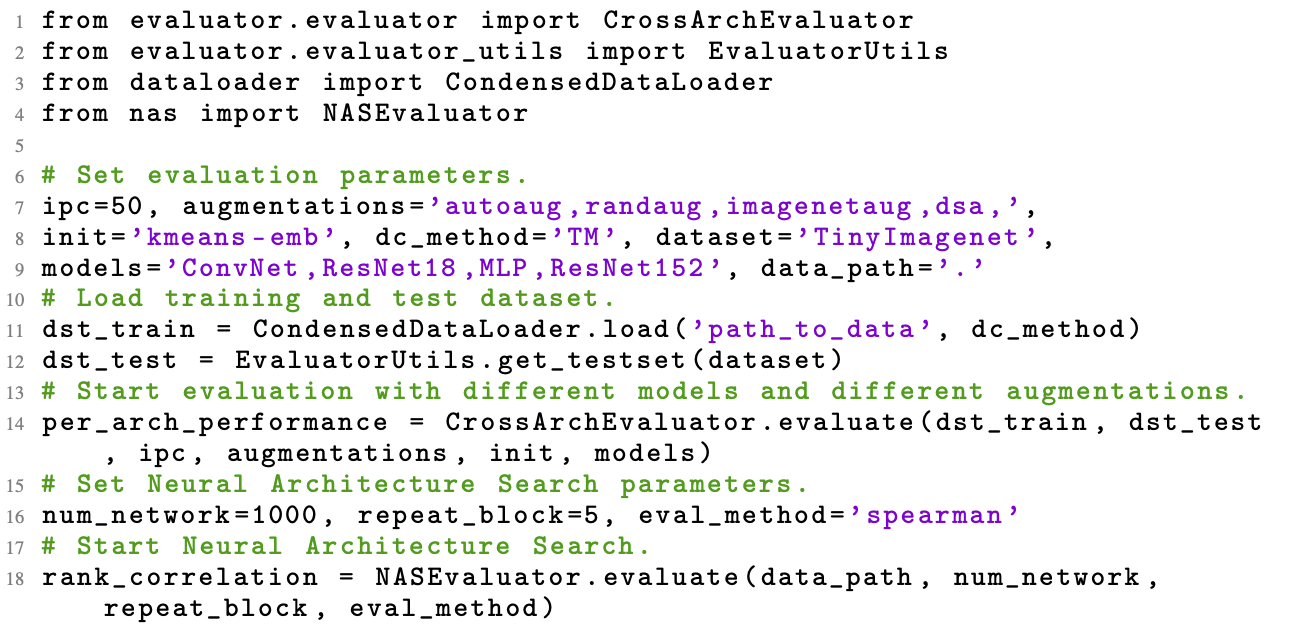 1 from evaluator.evaluator import CrossArchEvaluator
2 from evaluator.evaluator_utils import EvaluatorUtils
3 from dataloader import CondensedDataLoader
4 from nas import NASEvaluator
5
6 # Set evaluation parameters.
7 ipc=50, augmentations='autoaug,randaug,imagenetaug,dsa,',
8 init='kmeans-emb', dc_method='TM', dataset='TinyImagenet',
9 models='ConvNet,ResNet18,MLP,ResNet152', data_path='.'
10 # Load training and test dataset.
11 dst_train = CondensedDataLoader.load('path_to_data', dc_method)
12 dst_test = EvaluatorUtils.get_testset(dataset)
13 # Start evaluation with different models and different augmentations.
14 per_arch_performance = CrossArchEvaluator.evaluate(dst_train, dst_test
, ipc, augmentations, init, models)
15 # Set Neural Architecture Search parameters.
16 num_network=1000, repeat_block=5, eval_method='spearman'
17 # Start Neural Architecture Search.
18 rank_correlation = NASEvaluator.evaluate(data_path, num_network,
repeat_block, eval_method)